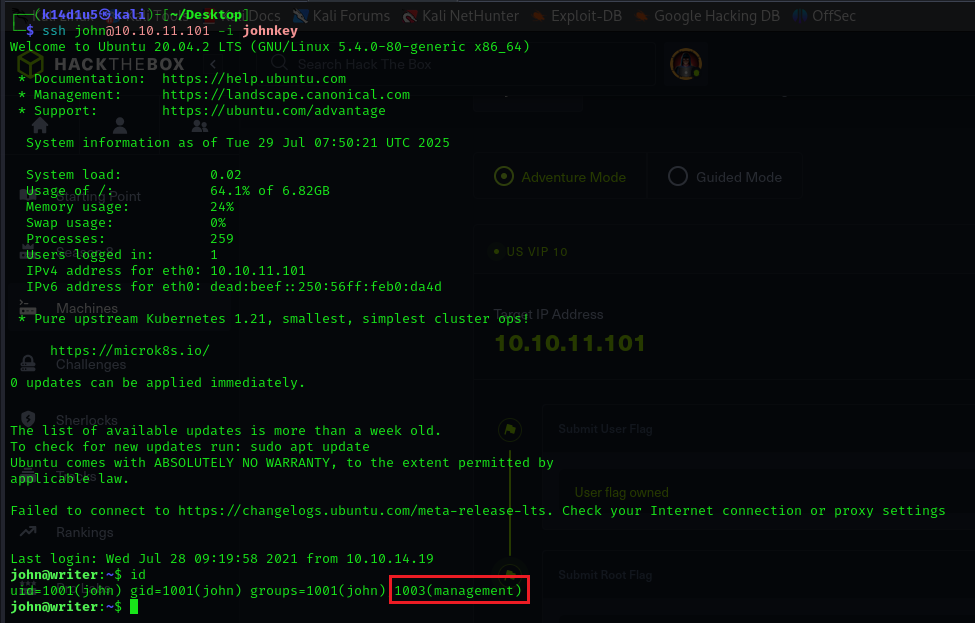 (k14d1u5㉿kali)-[~/Desktop]
Docs Kali Forums Kali NetHunter Exploit-DB Google Hacking DB OffSec
$ ssh john@10.10.11.101 -i johnkey
Welcome to Ubuntu 20.04.2 LTS (GNU/Linux 5.4.0-80-generic x86_64)
HACKTHEBOX Search Hack The Box
* Documentation: https://help.ubuntu.com
* Management: https://landscape.canonical.com
* Support: https://ubuntu.com/advantage
System information as of Tue 29 Jul 07:50:21 UTC 2025
System load: 0.02
Adventure Mode Guided Mode
Usage of /: 64.1% of 6.82GB
Starting Point
Memory usage: 24%
Swap usage: 0%
Processes: 259
Users logged in: 1
US VIP 10
IPv4 address for eth0: 10.10.11.101
IPv6 address for eth0: dead:beef::250:56ff:feb0:da4d
Machines
Target IP Address
* Pure upstream Kubernetes 1.21, smallest, simplest cluster ops!
10.10.11.101
https://microk8s.io/
Challenges
0 updates can be applied immediately.
Sherlocks
Submit User Flag
The list of available updates is more than a week old.
To check for new updates run: sudo apt update
Ubuntu comes with ABSOLUTELY NO WARRANTY, to the extent permitted by
applicable law.
User flag owned
Failed to connect to https://changelogs.ubuntu.com/meta-release-lts. Check your Internet connection or proxy settings
Rankings
Last login: Wed Jul 28 09:19:58 2021 from 10.10.14.19
john@writer:~$ id
Submit Root Flag
uid=1001(john) gid=1001(john) groups=1001(john) 1003(management)
john@writer:~$